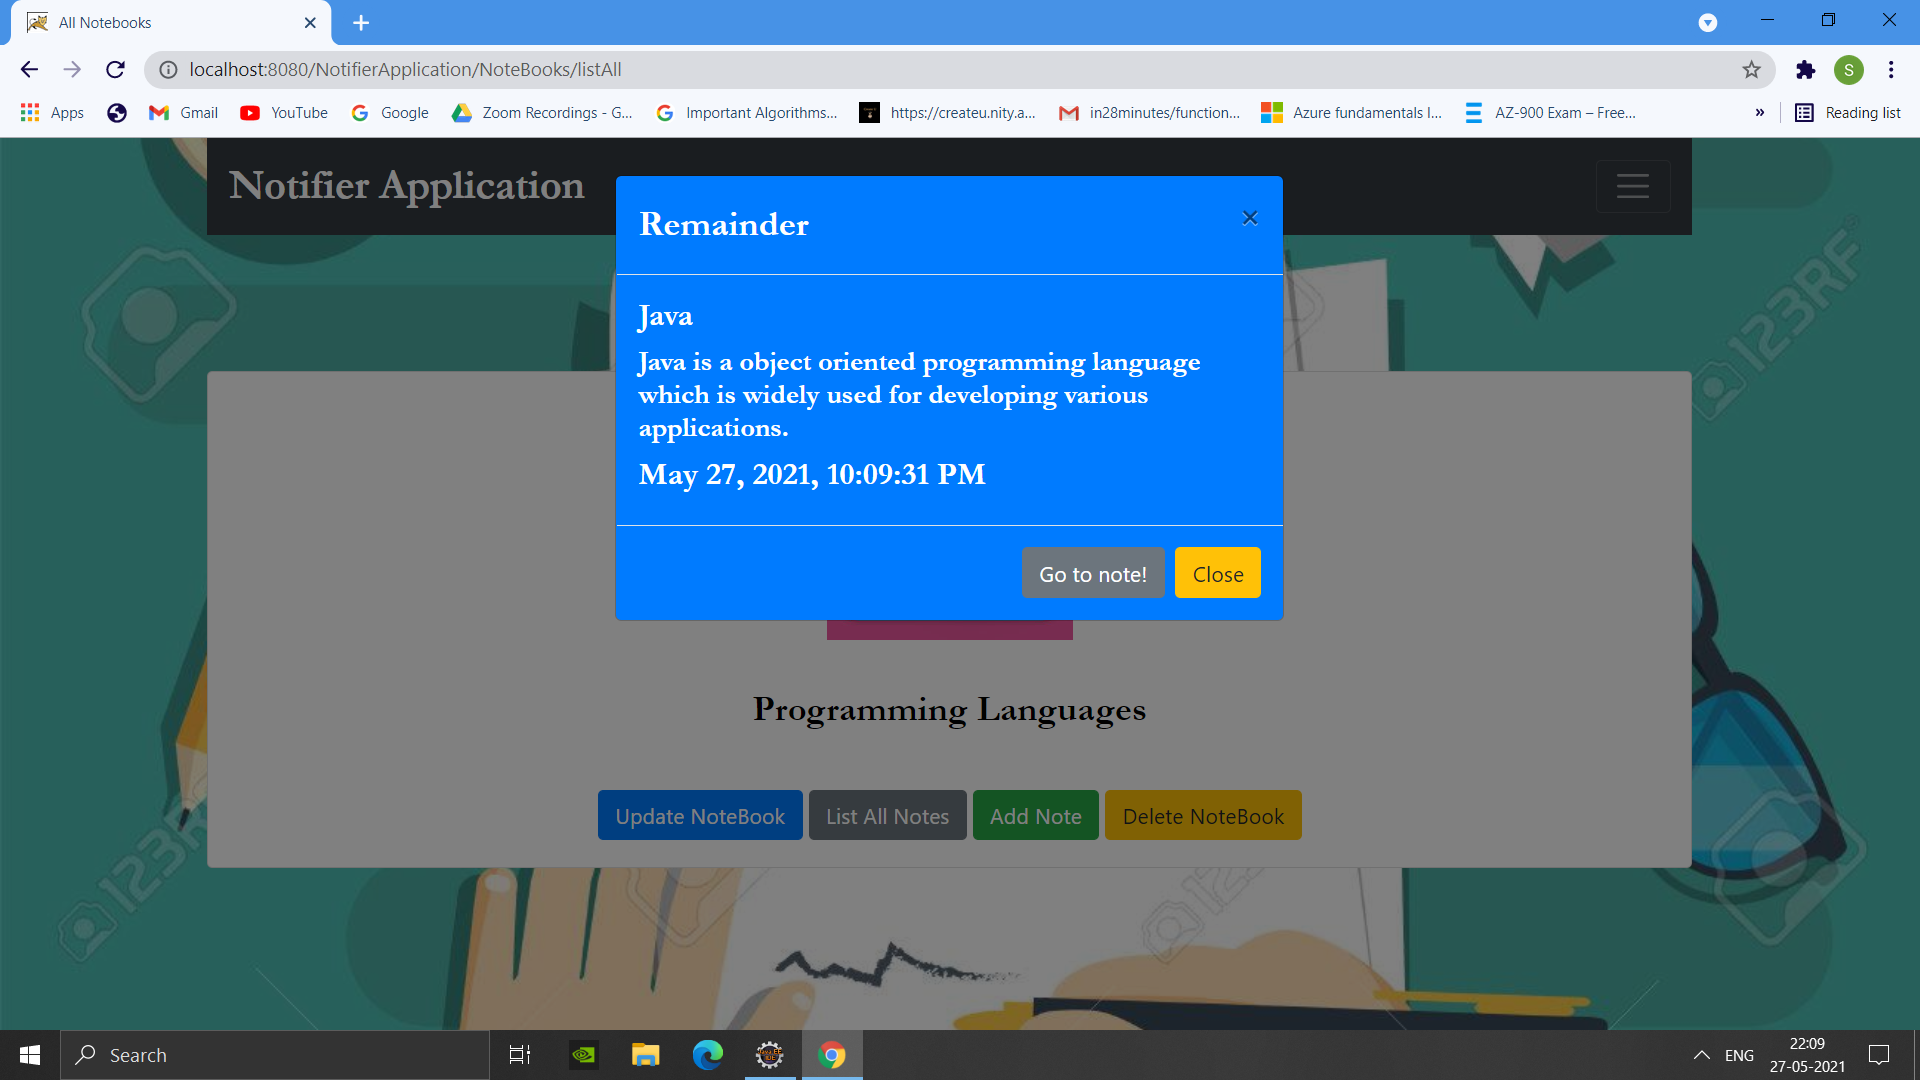 All Notebooks
localhost:8080/NotifierApplication/NoteBooks/listAll
S
Apps
Gmail
YouTube
Google
Zoom Recordings - G...
Important Algorithms...
https://createu.nity.a...
in28minutes/function...
Azure fundamentals I...
AZ-900 Exam – Free...
»
Reading list
Notifier Application
Remainder
×
Java
Java is a object oriented programming language
which is widely used for developing various
applications.
May 27, 2021, 10:09:31 PM
Go to note!
Close
Programming Languages
Update NoteBook
List All Notes
Add Note
Delete NoteBook
123RF
123RF
Search
ENG
22:09
27-05-2021